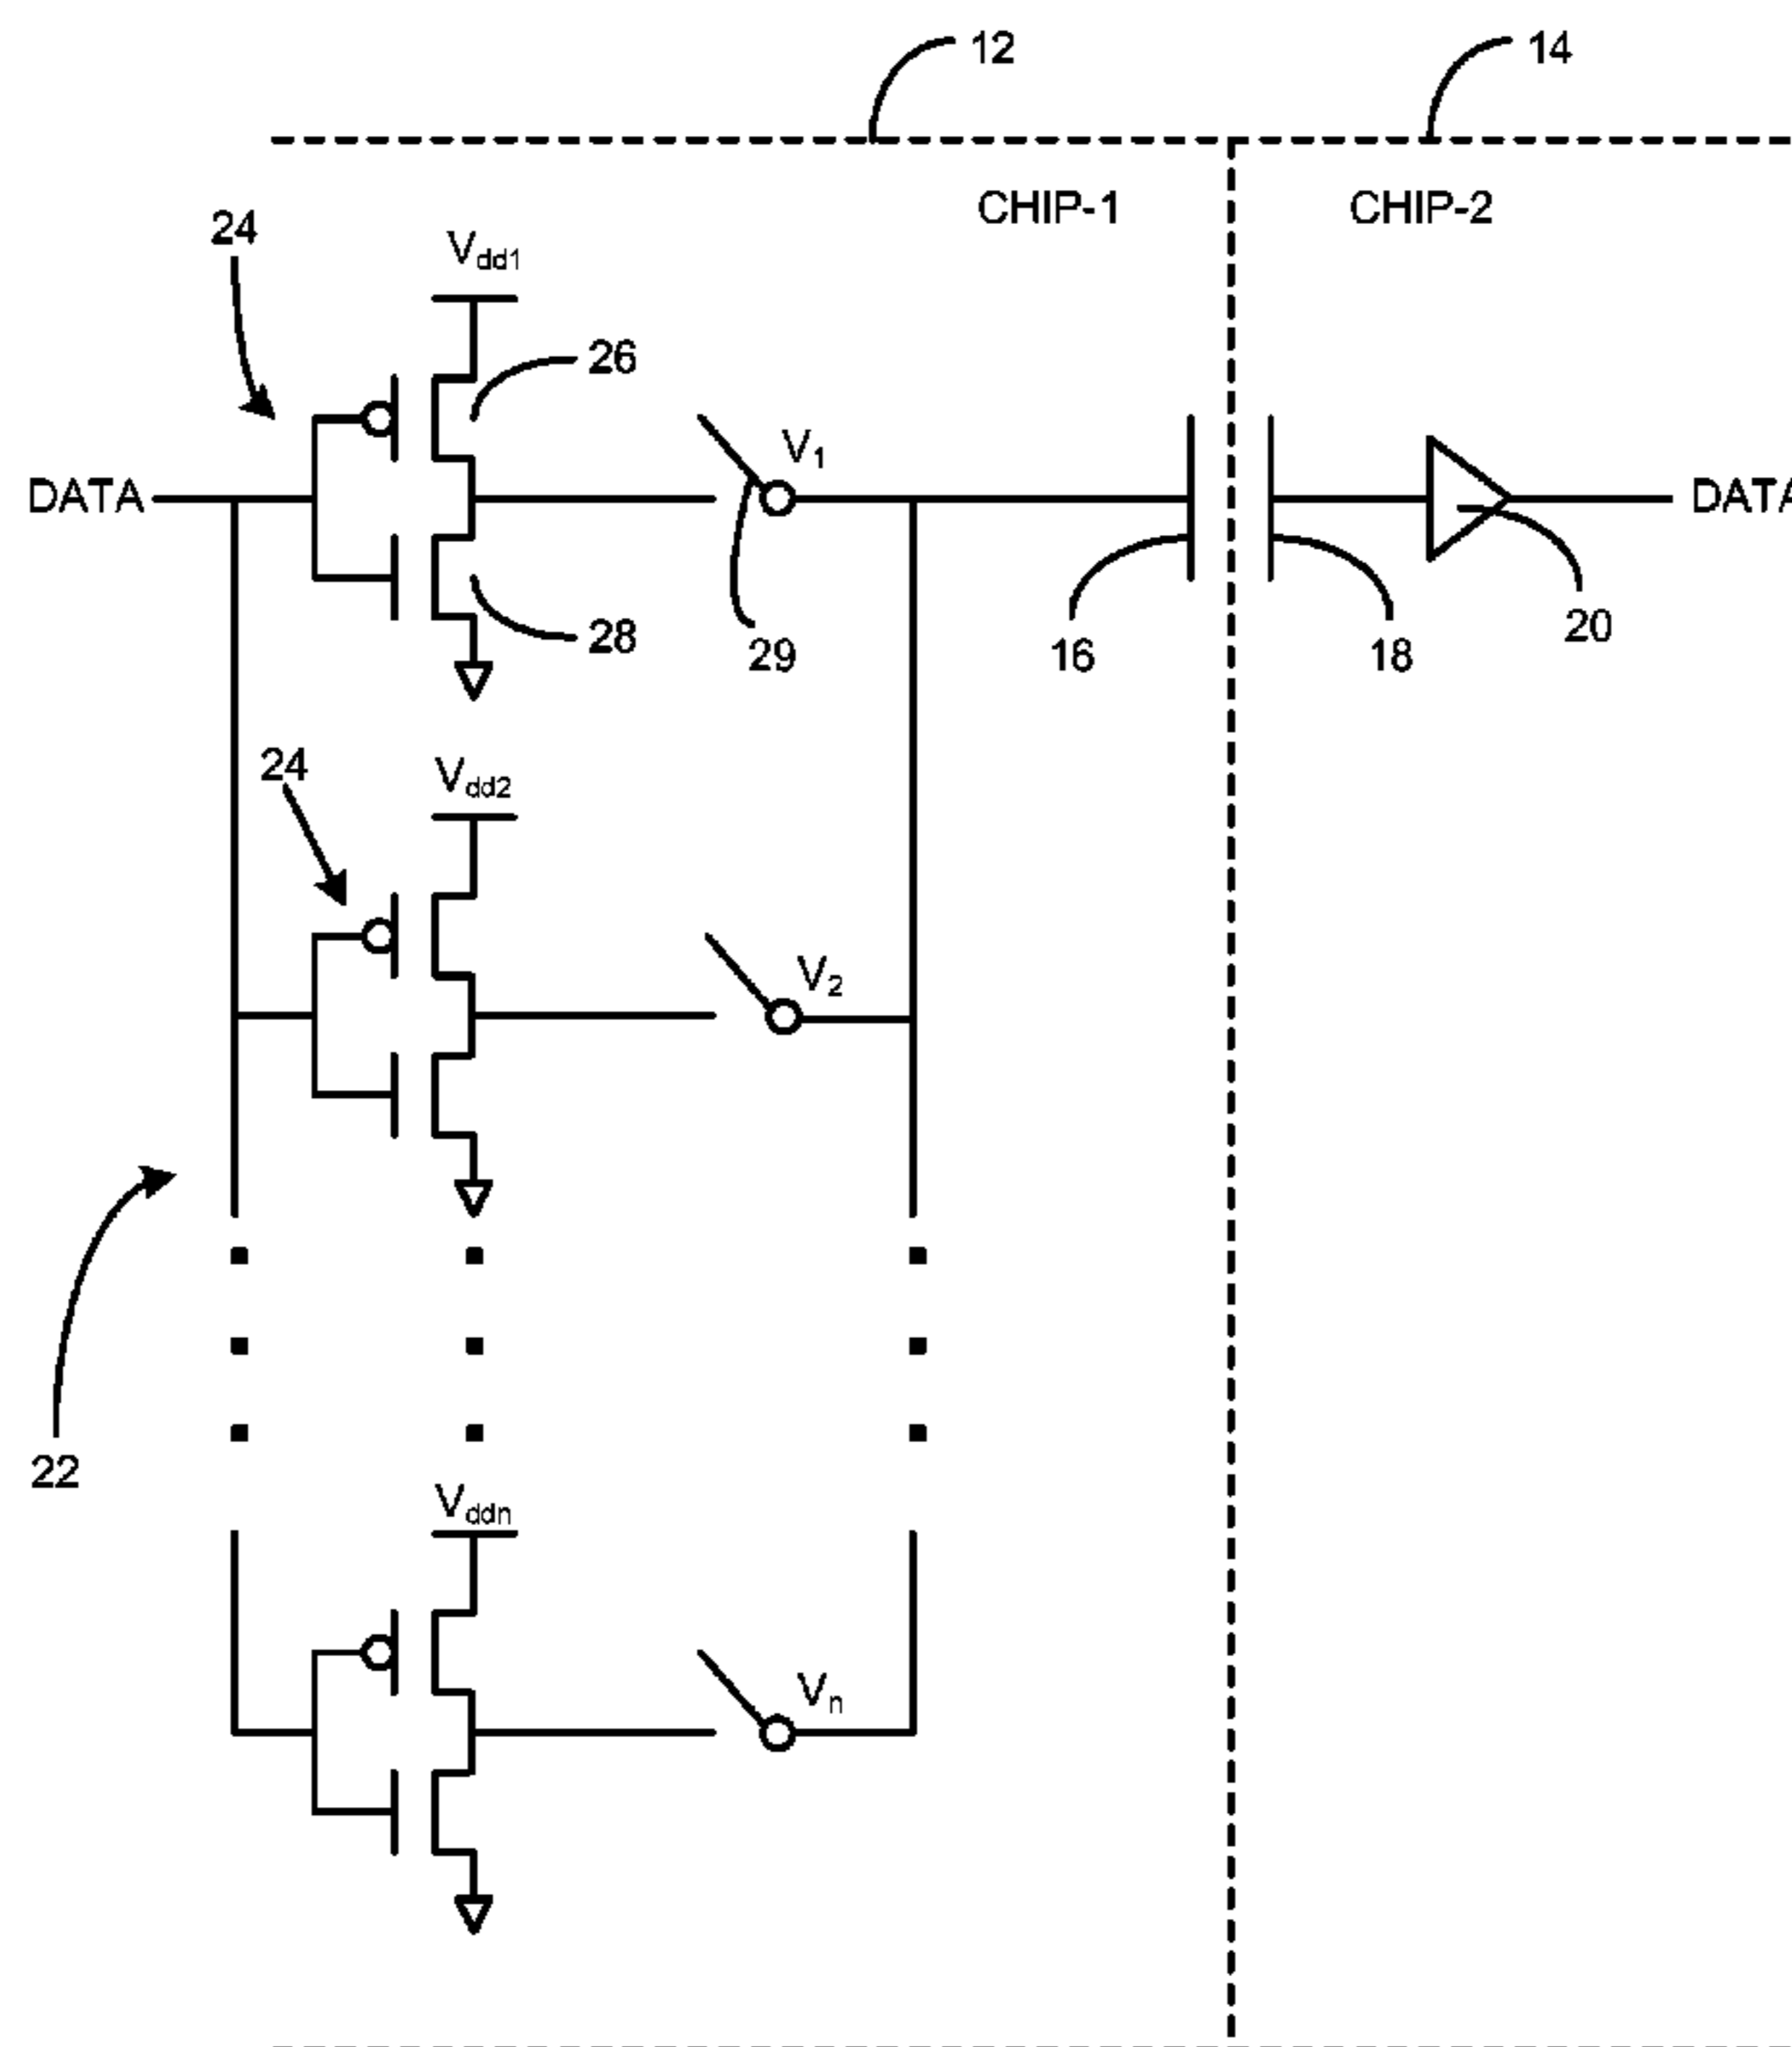 12
14
CHIP-1
CHIP-2
24
Vdd1
26
V1
DATA
DATA
28
29
16
18
20
24
Vdd2
V2
22
Vddn
Vn